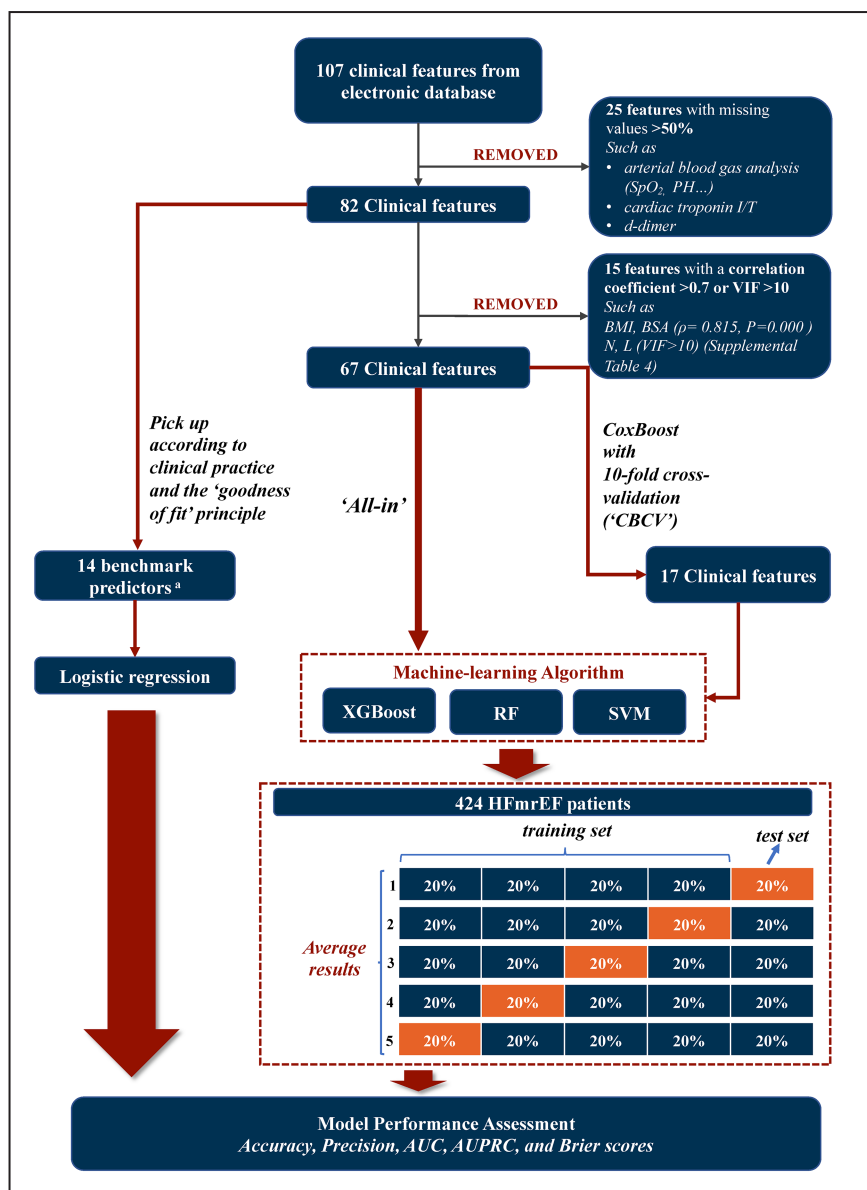 107 clinical features from
electronic database
REMOVED
25 features with missing
values >50%
Such as
• arterial blood gas analysis
(SpO2, PH…)
• cardiac troponin I/T
• d-dimer
82 Clinical features
REMOVED
15 features with a correlation
coefficient >0.7 or VIF >10
Such as
BMI, BSA (ρ= 0.815, P=0.000 )
N, L (VIF>10) (Supplemental
Table 4)
67 Clinical features
Pick up
according to
clinical practice
and the ‘goodness
of fit’ principle
‘All-in’
CoxBoost
with
10-fold cross-
validation
(‘CBCV’)
14 benchmark
predictors a
17 Clinical features
Logistic regression
Machine-learning Algorithm
XGBoost
RF
SVM
424 HFmrEF patients
training set
test set
Average
results
1 20% 20% 20% 20% 20%
2 20% 20% 20% 20% 20%
3 20% 20% 20% 20% 20%
4 20% 20% 20% 20% 20%
5 20% 20% 20% 20% 20%
Model Performance Assessment
Accuracy, Precision, AUC, AUPRC, and Brier scores